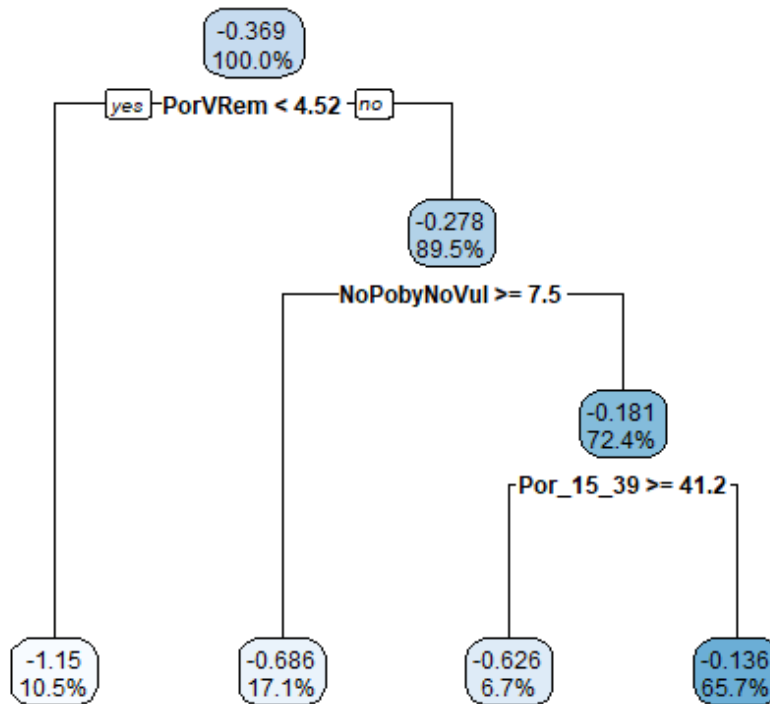 -0.369
100.0%
yes PorVRem < 4.52 no
-0.278
89.5%
NoPobyNoVul >= 7.5
-0.181
72.4%
Por_15_39 >= 41.2
-1.15 -0.686 -0.626 -0.136
10.5% 17.1% 6.7% 65.7%